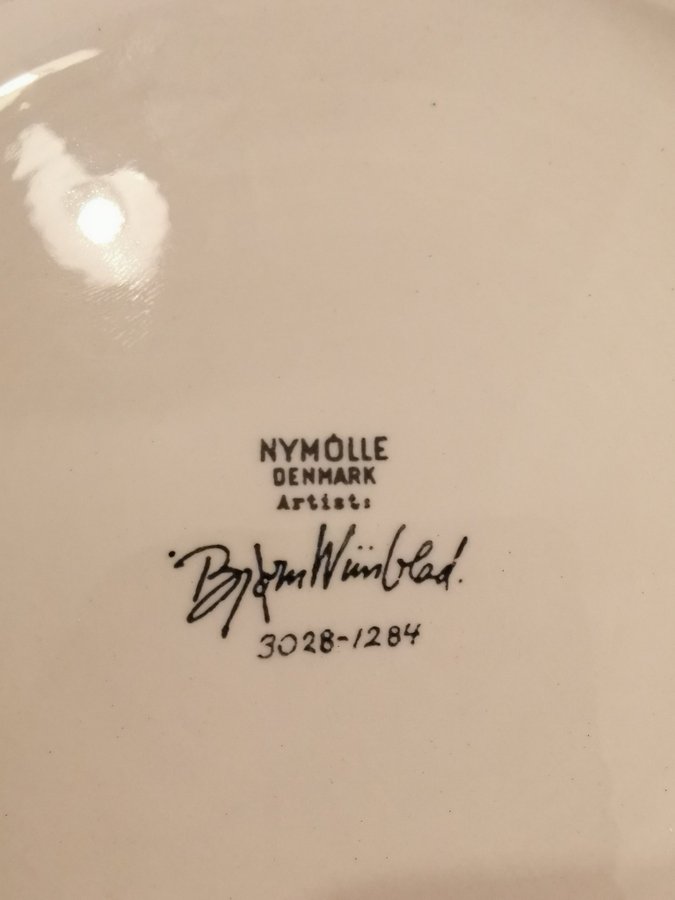 NYMÖLLE
DENMARK
Artist:
Bjørn Wiinblad.
3028-1284